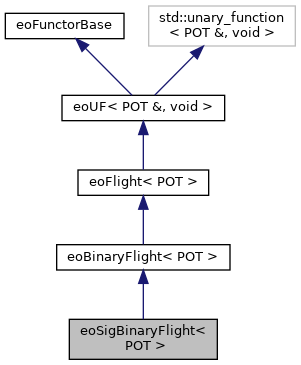 eoFunctorBase
std::unary_function
< POT &, void >
eoUF< POT &, void >
eoFlight< POT >
eoBinaryFlight< POT >
eoSigBinaryFlight<
POT >